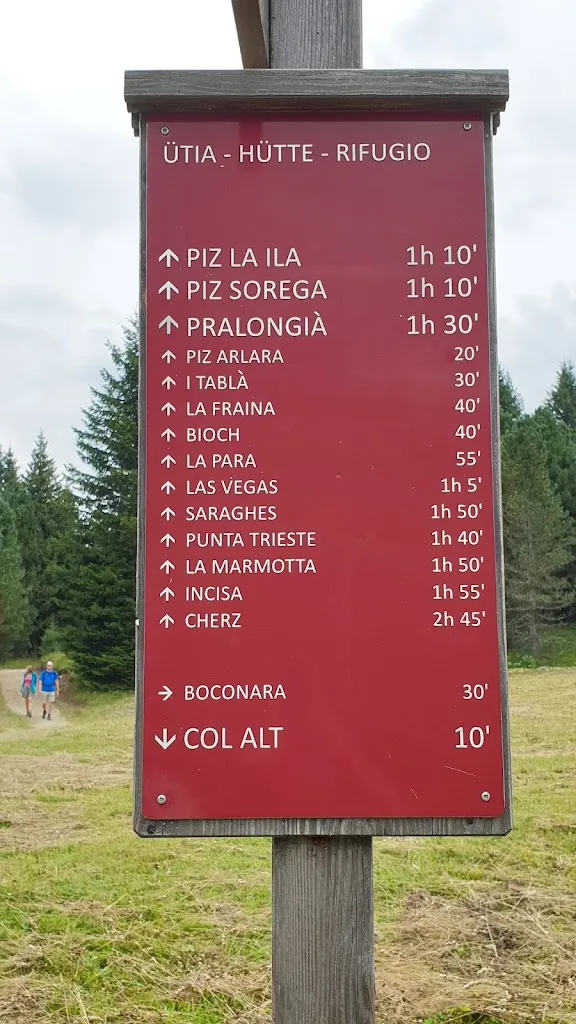 ÜTIA - HÜTTE - RIFUGIO
↑ PIZ LA ILA 1h 10'
↑ PIZ SOREGA 1h 10'
↑ PRALONGIÀ 1h 30'
↑ PIZ ARLARA 20'
↑ I TABLÀ 30'
↑ LA FRAINA 40'
↑ BIOCH 40'
↑ LA PARA 55'
↑ LAS VEGAS 1h 5'
↑ SARAGHES 1h 50'
↑ PUNTA TRIESTE 1h 40'
↑ LA MARMOTTA 1h 50'
↑ INCISA 1h 55'
↑ CHERZ 2h 45'
→ BOCONARA 30'
↓ COL ALT 10'